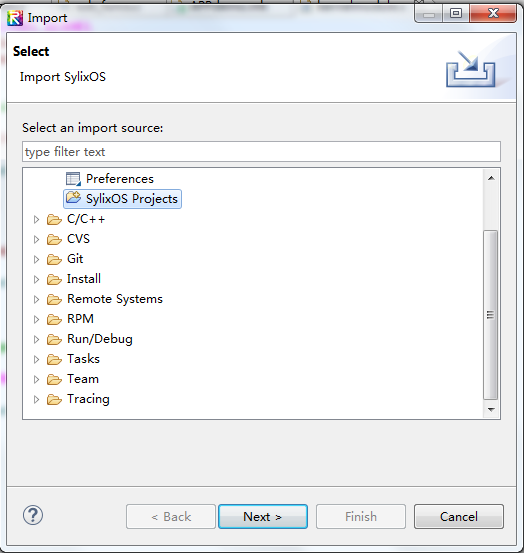 Import
Select
Import SylixOS
Select an import source:
type filter text
Preferences
SylixOS Projects
C/C++
CVS
Git
Install
Remote Systems
RPM
Run/Debug
Tasks
Team
Tracing
< Back
Next >
Finish
Cancel